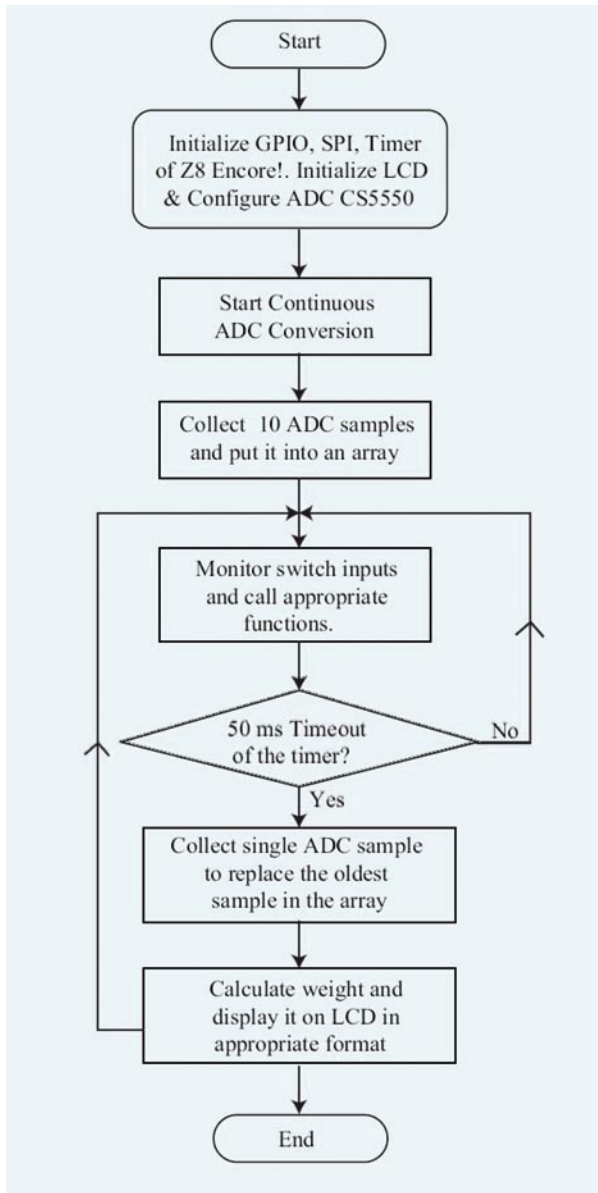 Start
Initialize GPIO, SPI, Timer
of Z8 Encore!. Initialize LCD
& Configure ADC CS5550
Start Continuous
ADC Conversion
Collect 10 ADC samples
and put it into an array
Monitor switch inputs
and call appropriate
functions.
50 ms Timeout
of the timer?
No
Yes
Collect single ADC sample
to replace the oldest
sample in the array
Calculate weight and
display it on LCD in
appropriate format
End